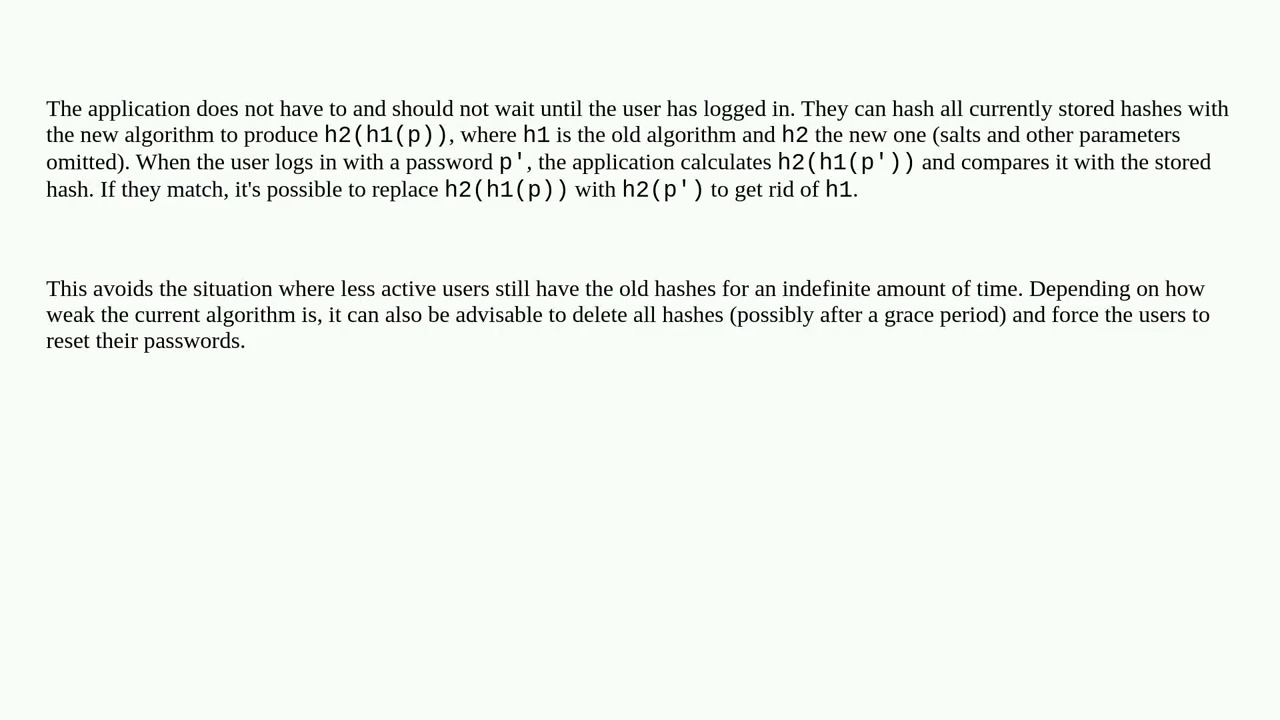 The application does not have to and should not wait until the user has logged in. They can hash all currently stored hashes with
the new algorithm to produce h2(h1(p)), where h1 is the old algorithm and h2 the new one (salts and other parameters
omitted). When the user logs in with a password p', the application calculates h2(h1(p')) and compares it with the stored
hash. If they match, it's possible to replace h2(h1(p)) with h2(p') to get rid of h1.
This avoids the situation where less active users still have the old hashes for an indefinite amount of time. Depending on how
weak the current algorithm is, it can also be advisable to delete all hashes (possibly after a grace period) and force the users to
reset their passwords.